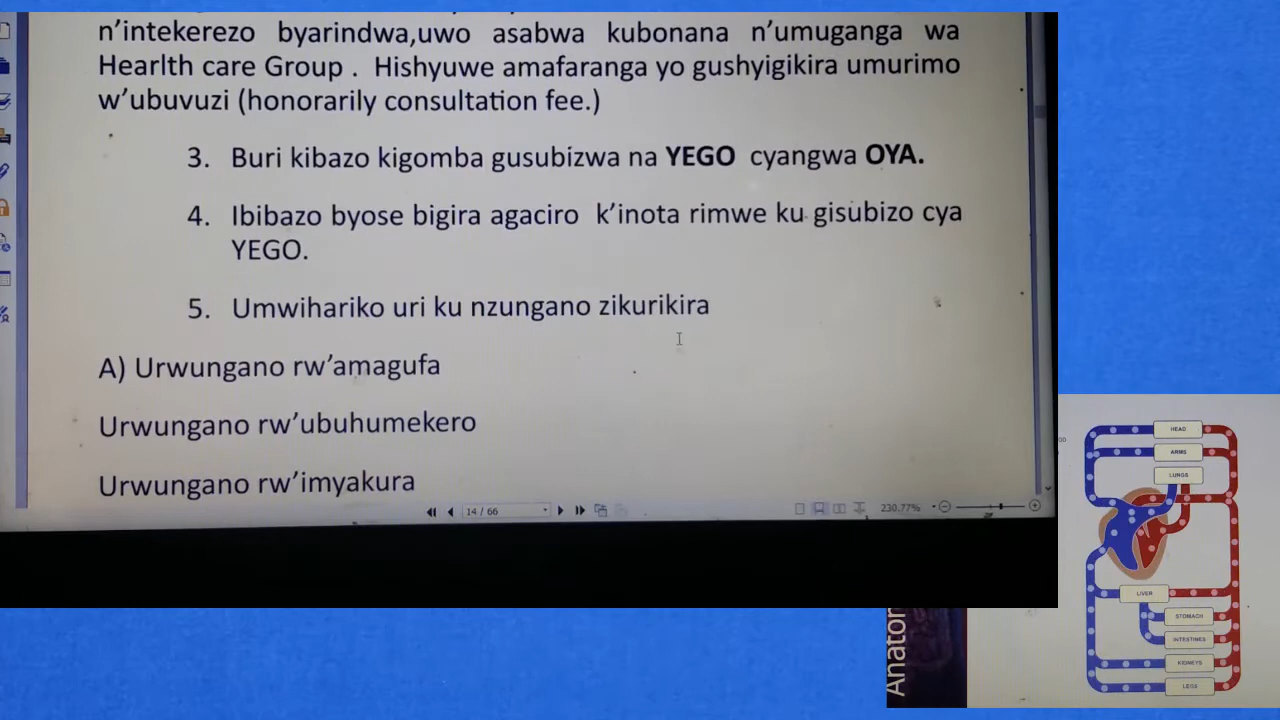 n’intekerezo byarindwa,uwo asabwa kubonana n’umuganga wa
Hearlth care Group . Hishyuwe amafaranga yo gushyigikira umurimo
w’ubuvuzi (honorarily consultation fee.)
3. Buri kibazo kigomba gusubizwa na YEGO cyangwa OYA.
4. Ibibazo byose bigira agaciro k’inota rimwe ku gisubizo cya
YEGO.
5. Umwihariko uri ku nzungano zikurikira
A) Urwungano rw’amagufa
Urwungano rw’ubuhumekero
Urwungano rw’imyakura
14 / 66
230.77%
HEAD
ARMS
LUNGS
LIVER
STOMACH
INTESTINES
KIDNEYS
LEGS